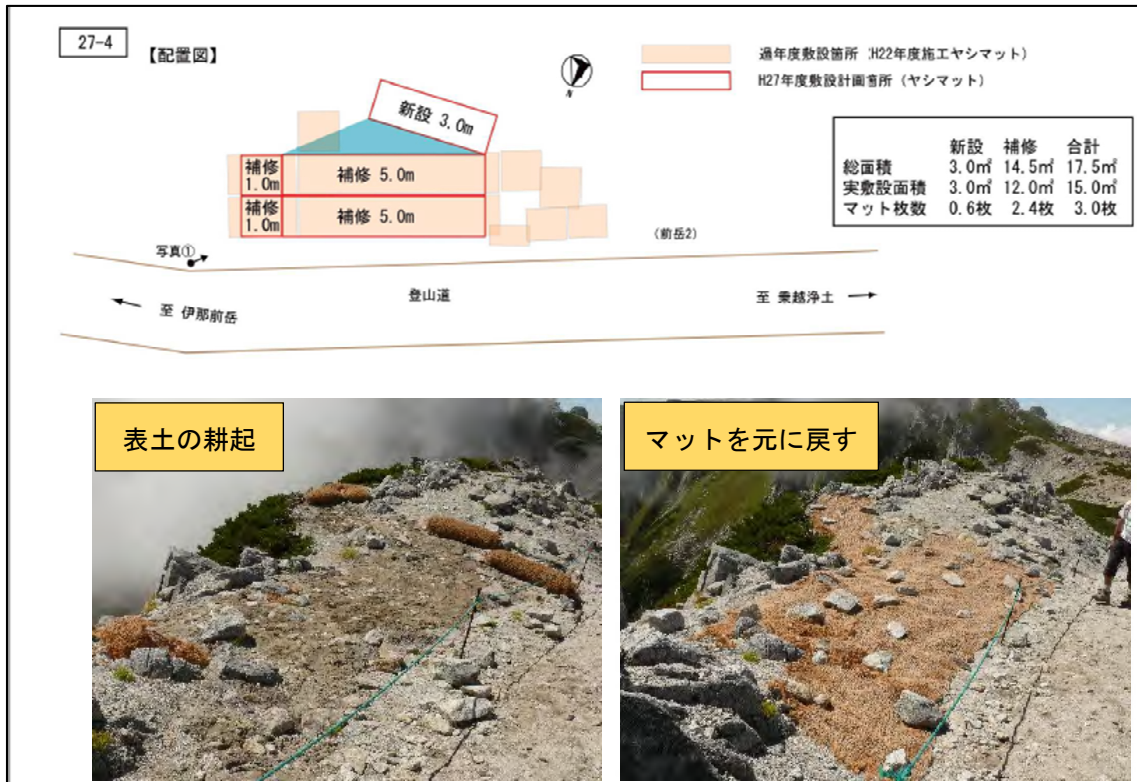 27-4
【配置図】
過年度敷設箇所（H22年度施工ヤシマット）
H27年度敷設計画箇所（ヤシマット）
N
新設 3.0m
補修 1.0m
補修 5.0m
補修 1.0m
補修 5.0m
新設 補修 合計
総面積 3.0㎡ 14.5㎡ 17.5㎡
実敷設面積 3.0㎡ 12.0㎡ 15.0㎡
マット枚数 0.6枚 2.4枚 3.0枚
(前岳2)
写真①
登山道
至 伊那前岳
至 乗越浄土
表土の耕起
マットを元に戻す